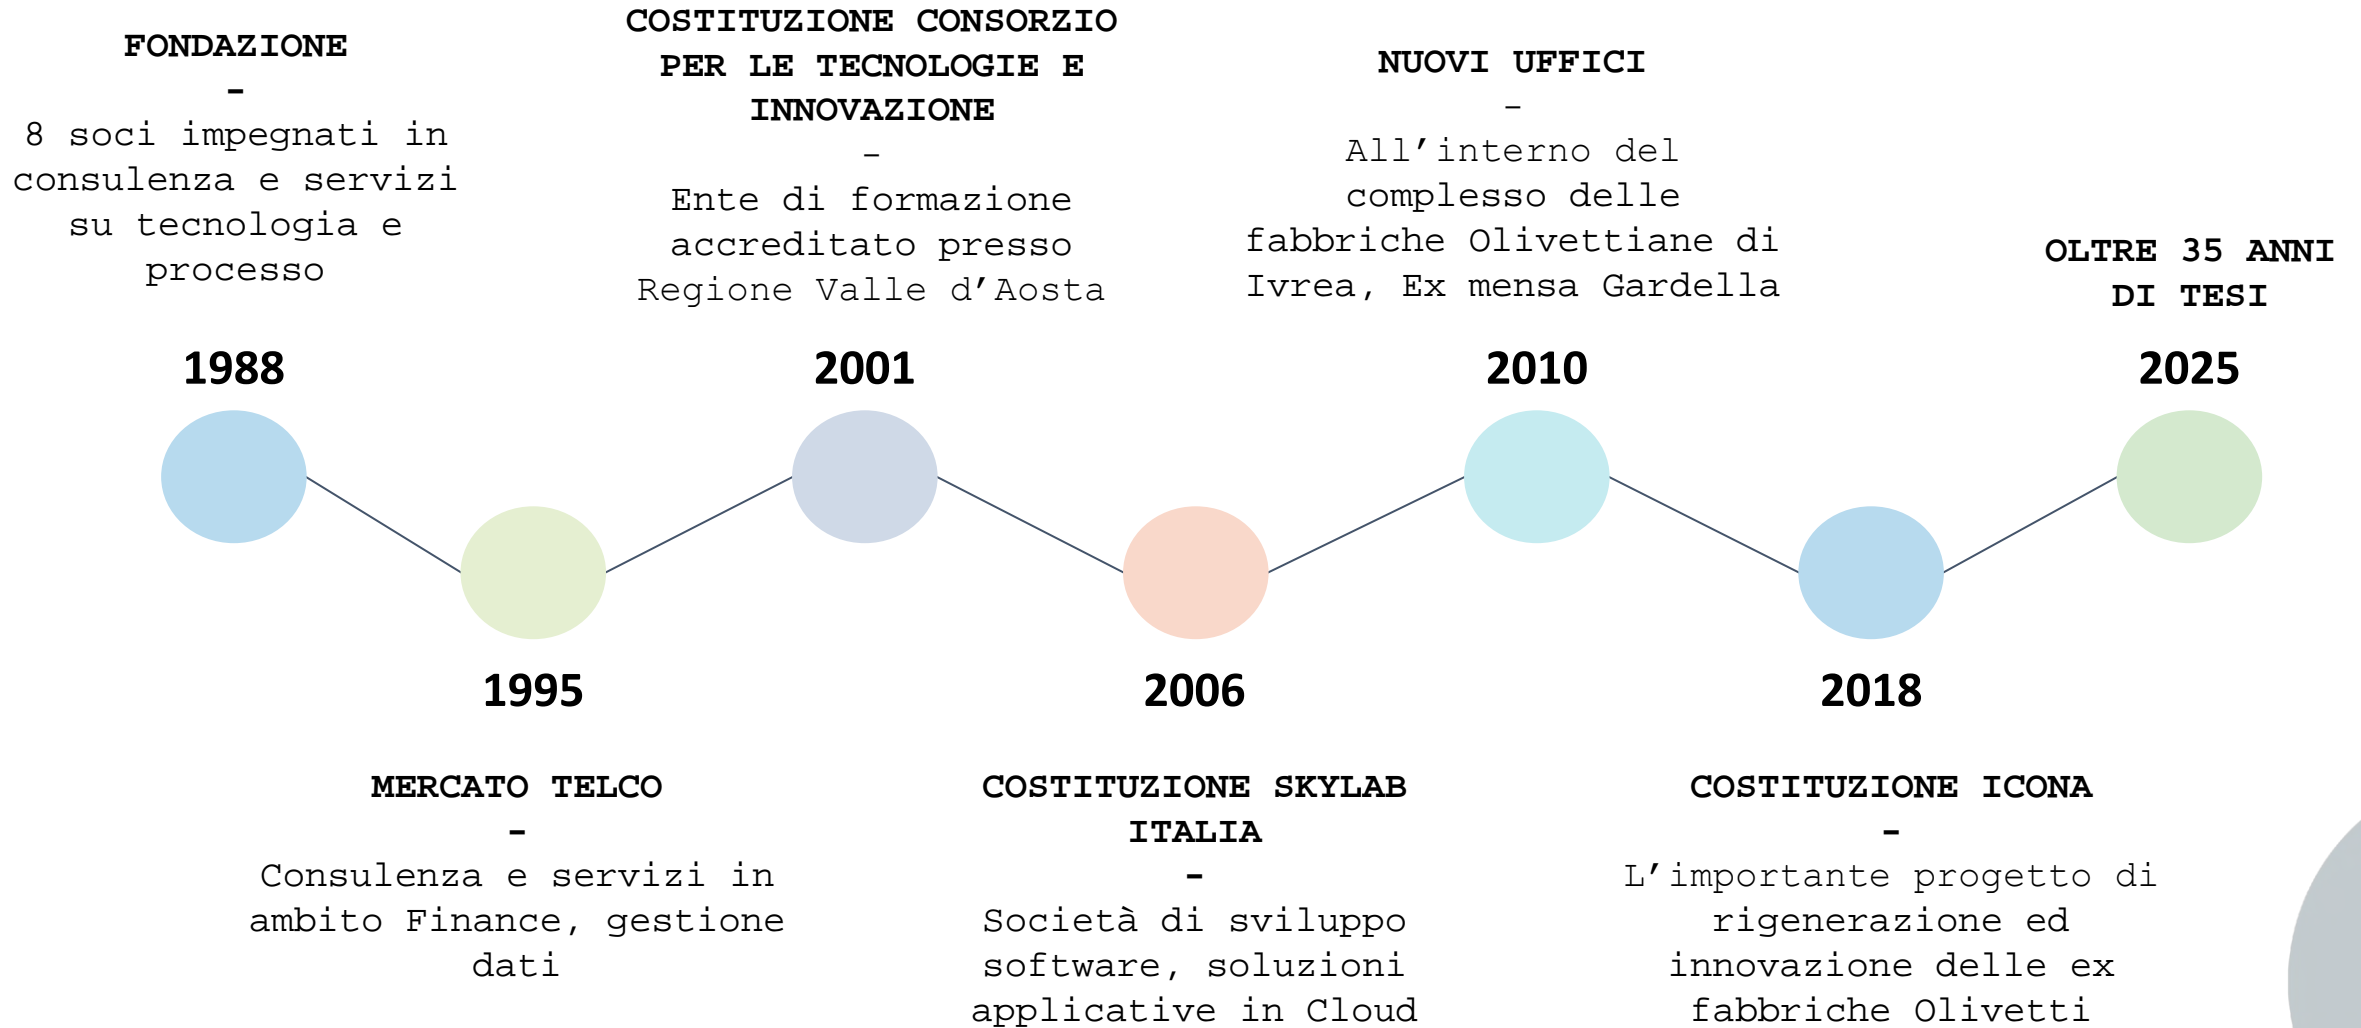 FONDAZIONE
-
8 soci impegnati in
consulenza e servizi
su tecnologia e
processo
1988
MERCATO TELCO
-
Consulenza e servizi in
ambito Finance, gestione
dati
1995
COSTITUZIONE CONSORZIO
PER LE TECNOLOGIE E
INNOVAZIONE
-
Ente di formazione
accreditato presso
Regione Valle d’Aosta
2001
2006
COSTITUZIONE SKYLAB
ITALIA
-
Società di sviluppo
software, soluzioni
applicative in Cloud
NUOVI UFFICI
-
All’interno del
complesso delle
fabbriche Olivettiane di
Ivrea, Ex mensa Gardella
2010
2018
COSTITUZIONE ICONA
-
L’importante progetto di
rigenerazione ed
innovazione delle ex
fabbriche Olivetti
OLTRE 35 ANNI
DI TESI
2025